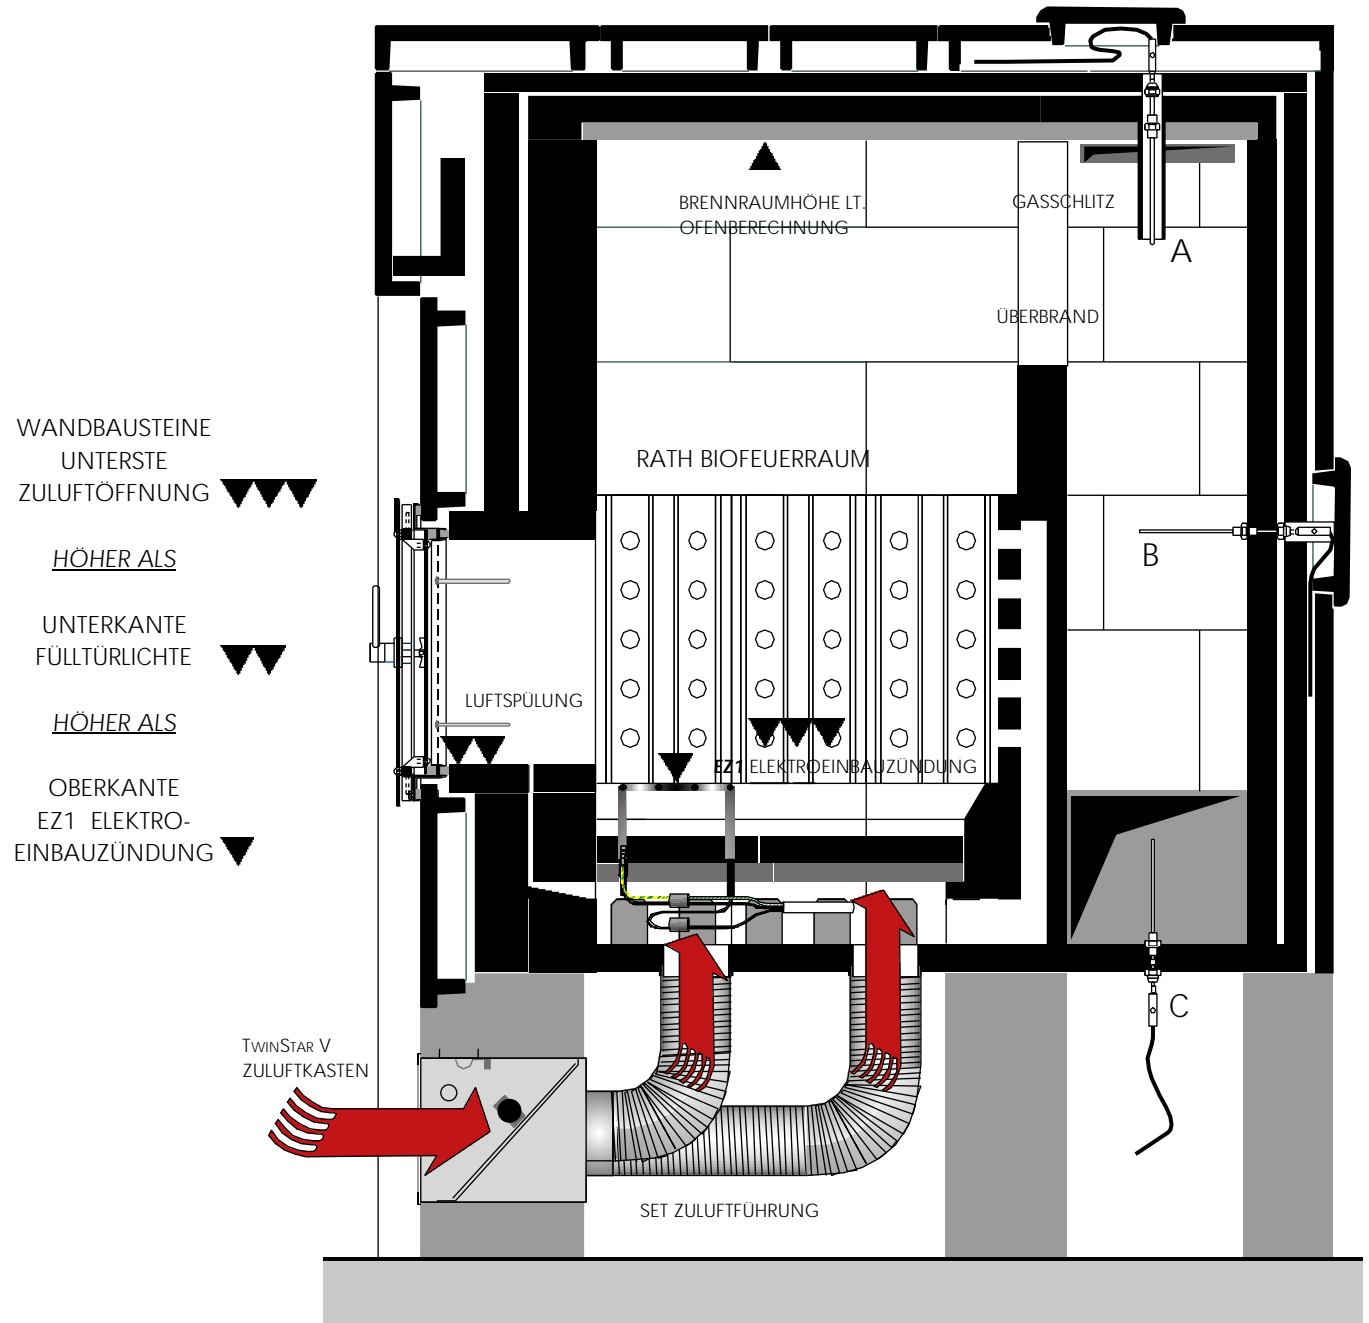 BRENNRAUMHÖHE LT.
OFENBERECHNUNG
GASSCHLITZ
A
ÜBERBRAND
WANDBAUSTEINE
UNTERSTE
ZULUFTÖFFNUNG
HÖHER ALS
UNTERKANTE
FÜLLTÜRLICHTE
HÖHER ALS
OBERKANTE
EZ1 ELEKTRO-
EINBAUZÜNDUNG
RATH BIOFEUERRAUM
B
LUFTSPÜLUNG
EZ1 ELEKTROEINBAUZÜNDUNG
C
TWINSTAR V
ZULUFTKASTEN
SET ZULUFTFÜHRUNG